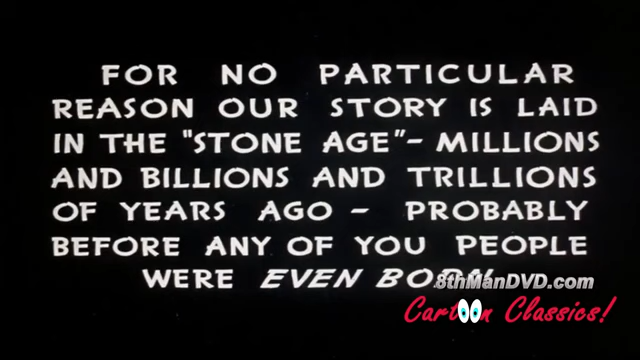 FOR NO PARTICULAR
REASON OUR STORY IS LAID
IN THE "STONE AGE"- MILLIONS
AND BILLIONS AND TRILLIONS
OF YEARS AGO - PROBABLY
BEFORE ANY OF YOU PEOPLE
WERE EVEN BORN
8thManDVD.com
Cartoon Classics!